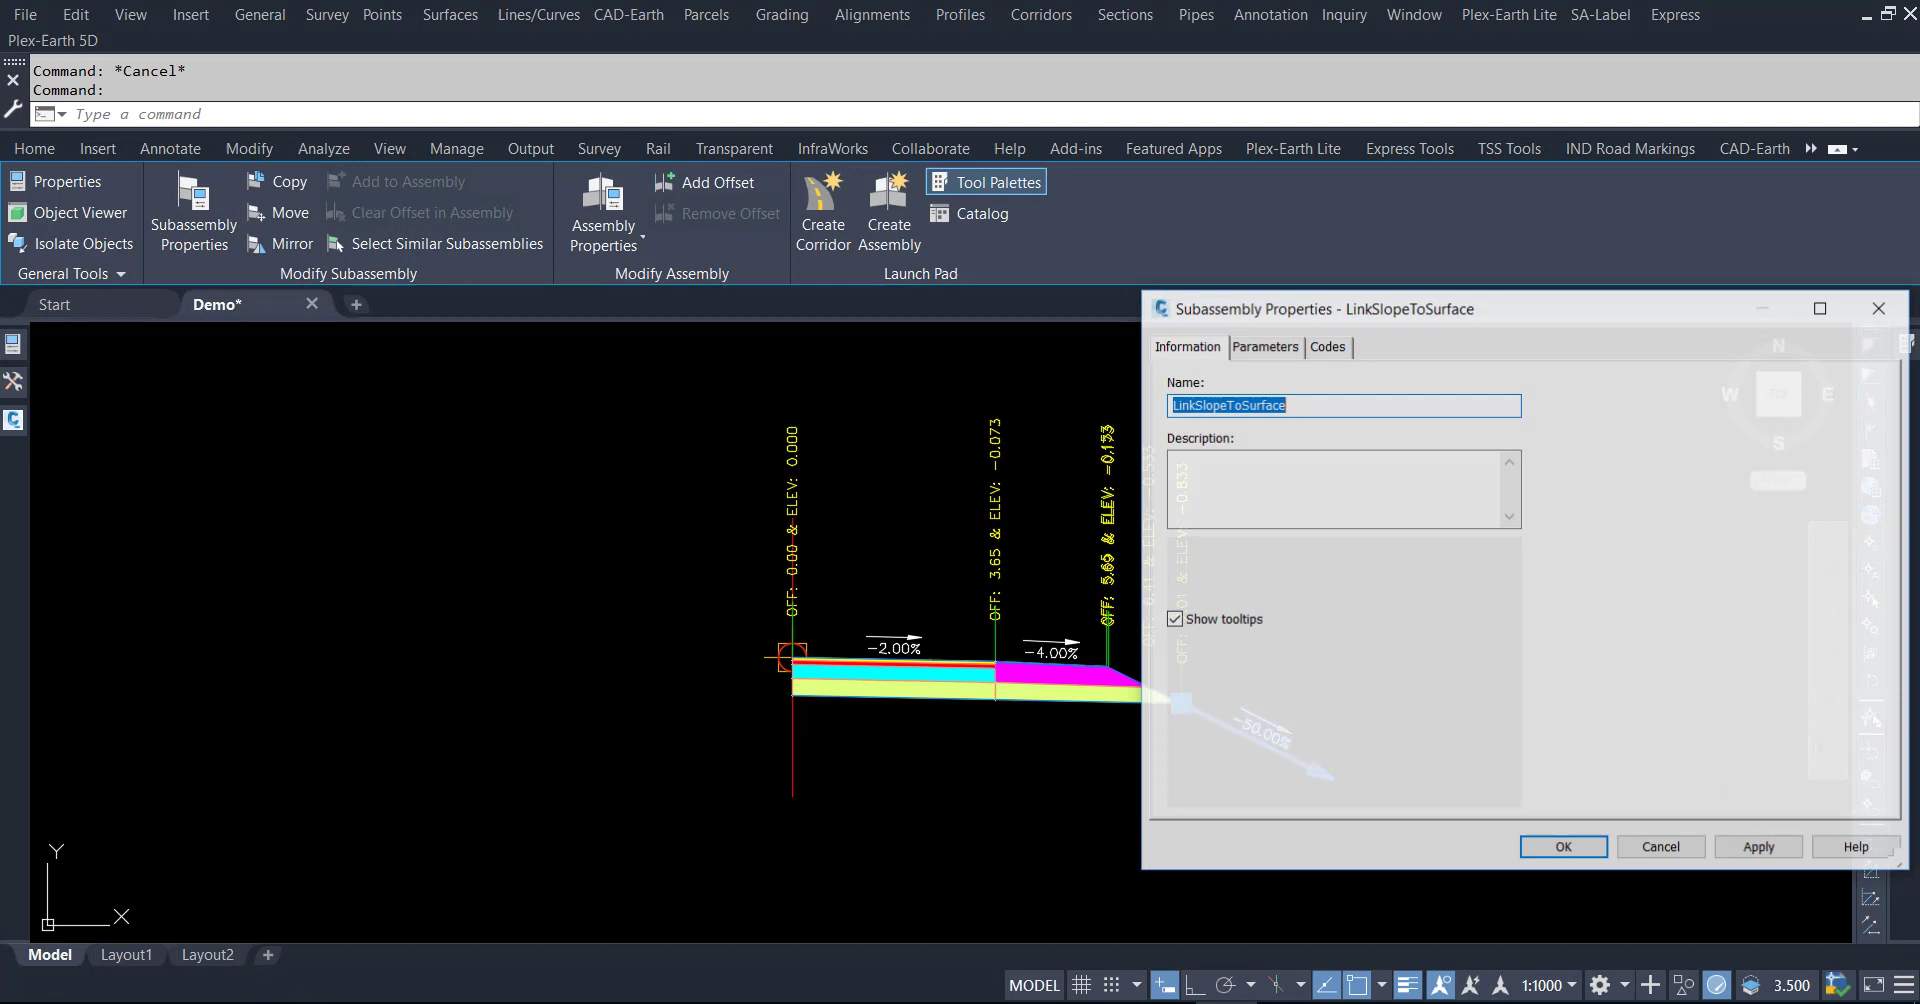 File Edit View Insert General Survey Points Surfaces Lines/Curves CAD-Earth Parcels Grading Alignments Profiles Corridors Sections Pipes Annotation Inquiry Window Plex-Earth Lite SA-Label Express
Plex-Earth 5D
Command: *Cancel*
Command:
Type a command
Home Insert Annotate Modify Analyze View Manage Output Survey Rail Transparent InfraWorks Collaborate Help Add-ins Featured Apps Plex-Earth Lite Express Tools TSS Tools IND Road Markings CAD-Earth
Properties
Object Viewer
Isolate Objects
General Tools
Subassembly
Properties
Copy
Move
Mirror
Add to Assembly
Clear Offset in Assembly
Select Similar Subassemblies
Modify Subassembly
Assembly
Properties
Add Offset
Remove Offset
Modify Assembly
Create
Corridor
Create
Assembly
Tool Palettes
Catalog
Launch Pad
Start Demo*
Subassembly Properties - LinkSlopeToSurface
Information Parameters Codes
Name:
LinkSlopeToSurface
Description:
Show tooltips
OK Cancel Apply Help
N
W E
S
TOP
OFF: 0.00 & ELEV: 0.000
OFF: 3.65 & ELEV: -0.073
-2.00%
-4.00%
-50.00%
Y
X
Model Layout1 Layout2
MODEL 1:1000 3.500